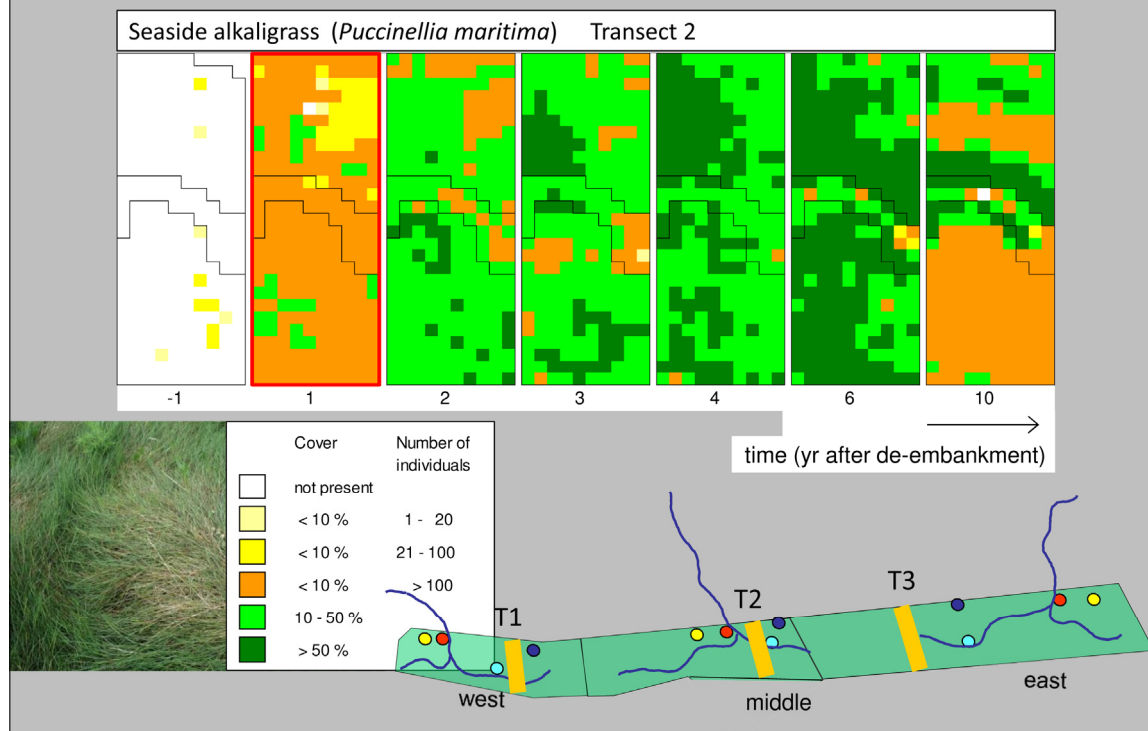 Seaside alkaligrass (Puccinellia maritima) Transect 2
-1 1 2 3 4 6 10
time (yr after de-embankment)
Cover Number of individuals
not present
< 10 % 1 - 20
< 10 % 21 - 100
< 10 % > 100
10 - 50 %
> 50 %
T1
T2
T3
west
middle
east